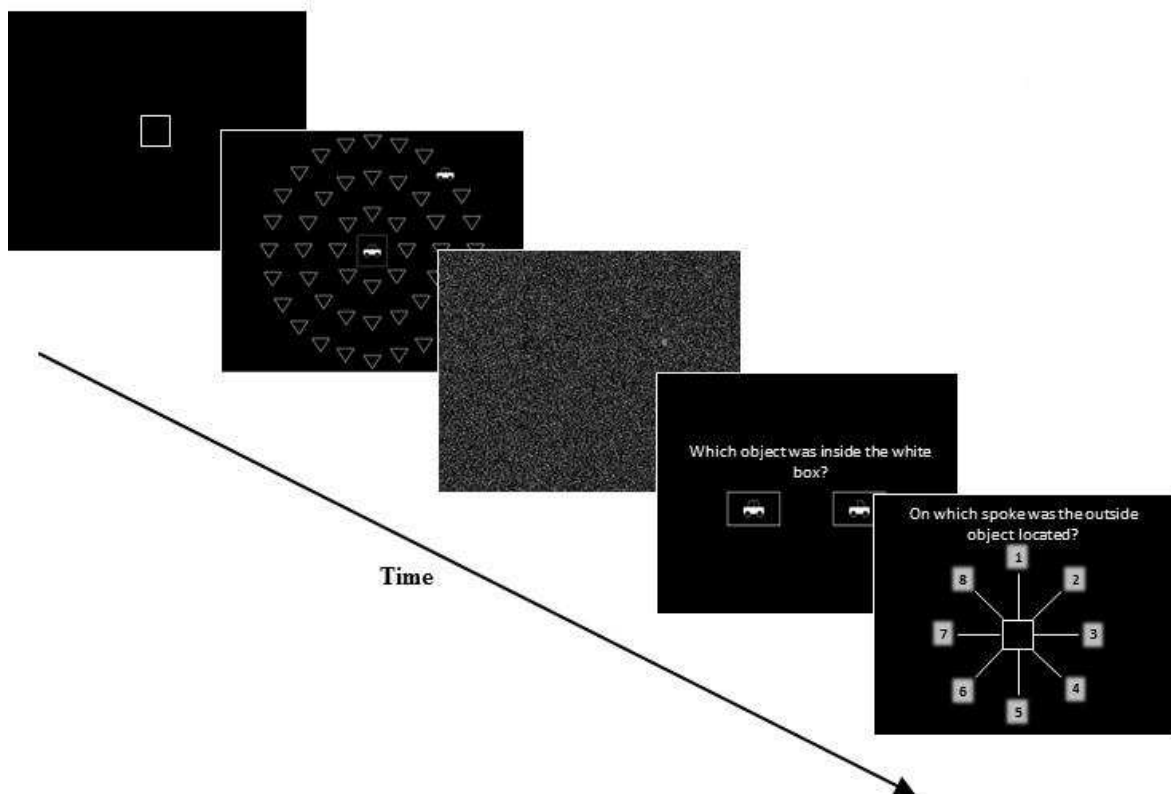 Which object was inside the white
box?
On which spoke was the outside
object located?
1
8
2
7
3
6
4
5
Time